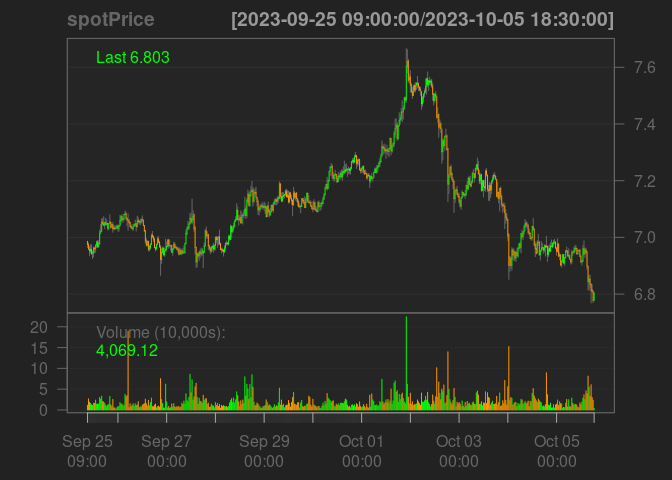 spotPrice [2023-09-25 09:00:00/2023-10-05 18:30:00]
Last 6.803
7.6
7.4
7.2
7.0
6.8
Volume (10,000s):
4,069.12
20
15
10
5
0
Sep 25 Sep 27 Sep 29 Oct 01 Oct 03 Oct 05
09:00 00:00 00:00 00:00 00:00 00:00